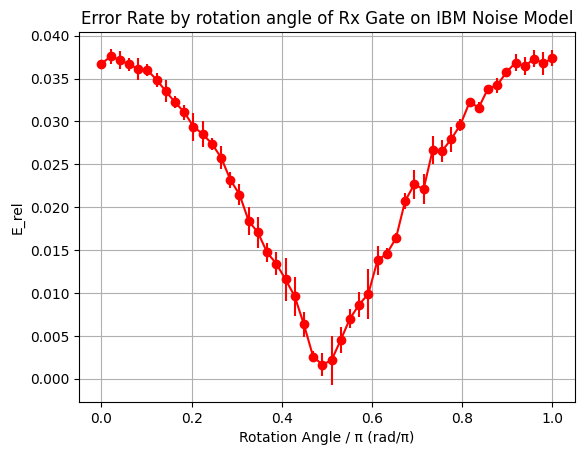 Error Rate by rotation angle of Rx Gate on IBM Noise Model
0.040
0.035
0.030
0.025
0.020
0.015
0.010
0.005
0.000
E_rel
0.0 0.2 0.4 0.6 0.8 1.0
Rotation Angle / π (rad/π)